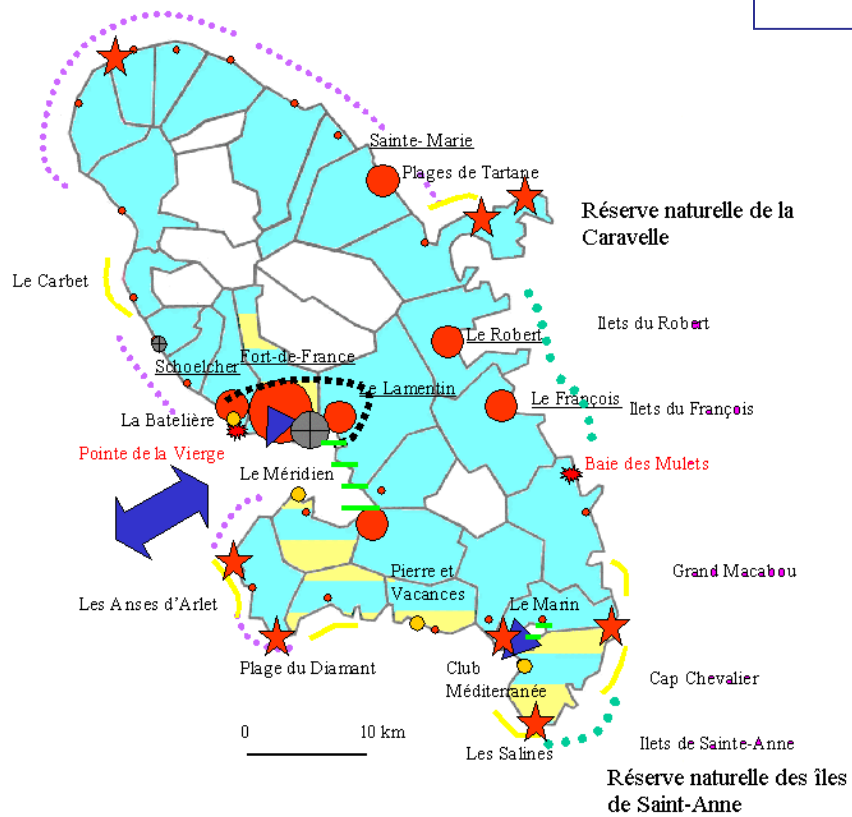 Sainte- Marie
Plages de Tartane
Réserve naturelle de la
Caravelle
Le Carbet
Ilets du Robert
Le Robert
Fort-de-France
Schoelcher
Le Lamentin
Le François
Ilets du François
La Batelière
Pointe de la Vierge
Le Méridien
Baie des Mulets
Pierre et
Vacances
Grand Macabou
Le Marin
Les Anses d'Arlet
Plage du Diamant
Club
Méditerranée
Cap Chevalier
0 10 km
Les Salines
Ilets de Sainte-Anne
Réserve naturelle des îles
de Saint-Anne